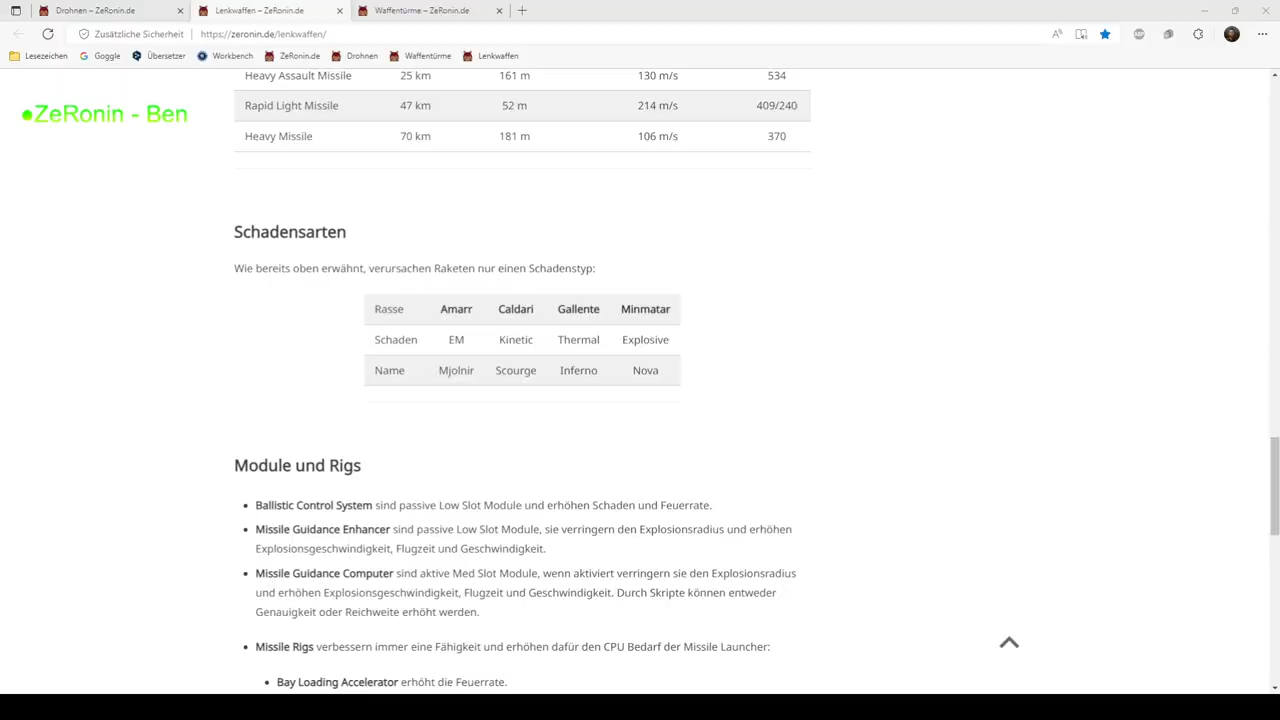 Drohnen – ZeRonin.de
Lenkwaffen – ZeRonin.de
Waffentürme – ZeRonin.de
Zusätzliche Sicherheit
https://zeronin.de/lenkwaffen/
Lesezeichen Google Übersetzer Workbench ZeRonin.de Drohnen Waffentürme Lenkwaffen
ZeRonin - Ben
Heavy Assault Missile 25 km 161 m 130 m/s 534
Rapid Light Missile 47 km 52 m 214 m/s 409/240
Heavy Missile 70 km 181 m 106 m/s 370
Schadensarten
Wie bereits oben erwähnt, verursachen Raketen nur einen Schadenstyp:
Rasse Amarr Caldari Gallente Minmatar
Schaden EM Kinetic Thermal Explosive
Name Mjolnir Scourge Inferno Nova
Module und Rigs
• Ballistic Control System sind passive Low Slot Module und erhöhen Schaden und Feuerrate.
• Missile Guidance Enhancer sind passive Low Slot Module, sie verringern den Explosionsradius und erhöhen
Explosionsgeschwindigkeit, Flugzeit und Geschwindigkeit.
• Missile Guidance Computer sind aktive Med Slot Module, wenn aktiviert verringern sie den Explosionsradius
und erhöhen Explosionsgeschwindigkeit, Flugzeit und Geschwindigkeit. Durch Skripte können entweder
Genauigkeit oder Reichweite erhöht werden.
• Missile Rigs verbessern immer eine Fähigkeit und erhöhen dafür den CPU Bedarf der Missile Launcher:
• Bay Loading Accelerator erhöht die Feuerrate.